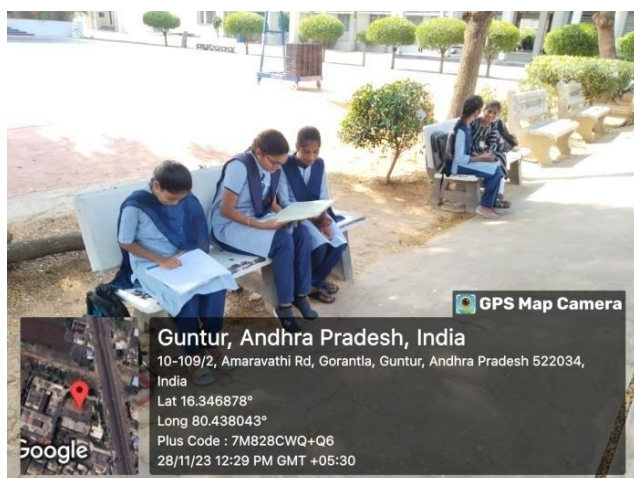 GPS Map Camera
Guntur, Andhra Pradesh, India
10-109/2, Amaravathi Rd, Gorantla, Guntur, Andhra Pradesh 522034,
India
Lat 16.346878°
Long 80.438043°
Plus Code : 7M828CWQ+Q6
28/11/23 12:29 PM GMT +05:30
Google